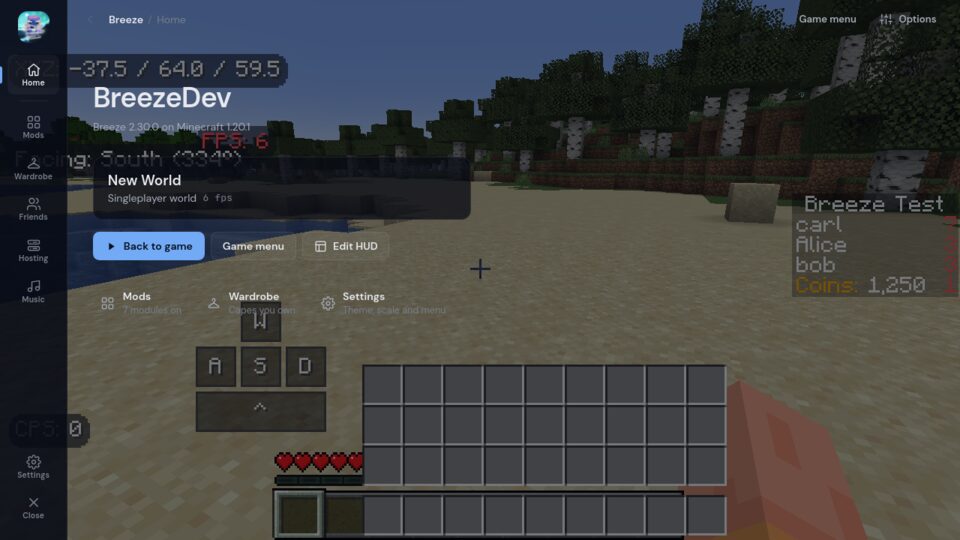 Breeze / Home
Game menu
Options
Home
-37.5 / 64.0 / 59.5
BreezeDev
Breeze 2.30.0 on Minecraft 1.20.1
Mods
FPS: 6
Facing: South (334°)
Wardrobe
New World
Singleplayer world 6 fps
Friends
Breeze Test
carl
Alice
bob
Coins: 1,250
Hosting
Back to game
Game menu
Edit HUD
Music
Mods
7 modules on
Wardrobe
Capes you own
Settings
Theme, scale and menu
W
A
S
D
^
CPS: 0
Settings
Close